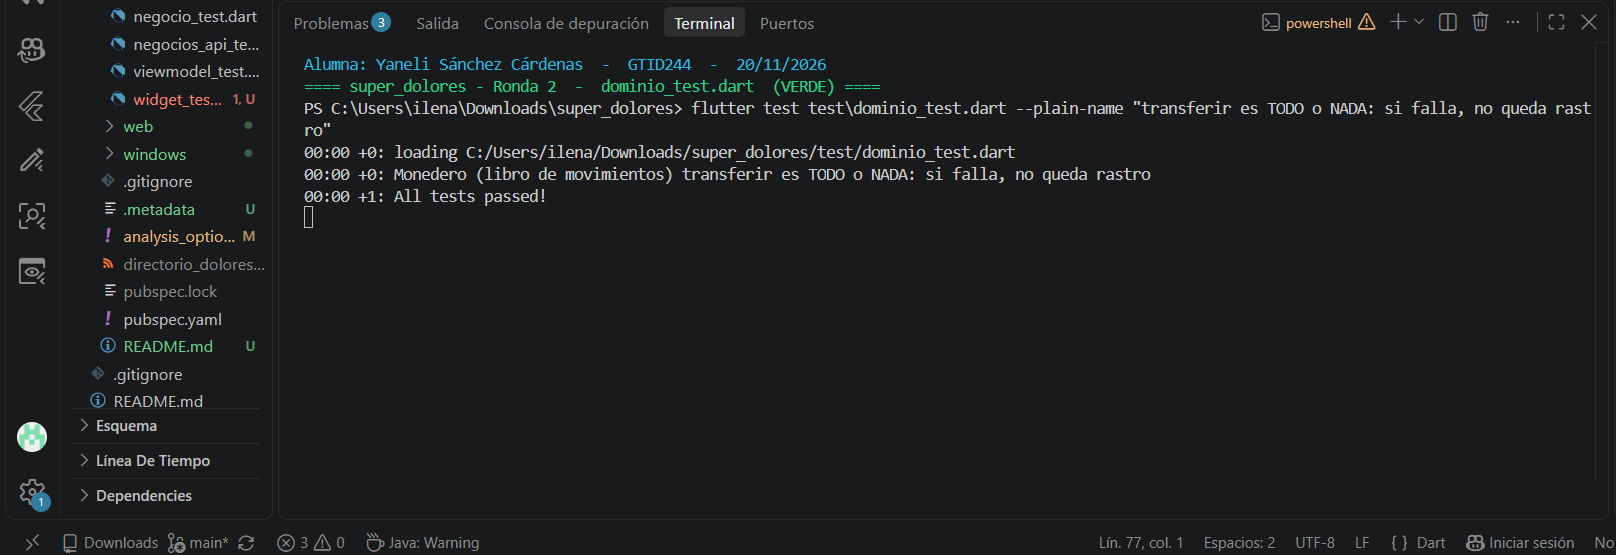 negocio_test.dart
negocios_api_te...
viewmodel_test....
widget_tes... 1, U
web
windows
.gitignore
.metadata U
analysis_optio... M
directorio_dolores...
pubspec.lock
pubspec.yaml
README.md U
.gitignore
README.md
Esquema
Línea De Tiempo
Dependencies
1
Problemas 3 Salida Consola de depuración Terminal Puertos
powershell
Alumna: Yaneli Sánchez Cárdenas - GTID244 - 20/11/2026
==== super_dolores - Ronda 2 - dominio_test.dart (VERDE) ====
PS C:\Users\ilena\Downloads\super_dolores> flutter test test\dominio_test.dart --plain-name "transferir es TODO o NADA: si falla, no queda rast
ro"
00:00 +0: loading C:/Users/ilena/Downloads/super_dolores/test/dominio_test.dart
00:00 +0: Monedero (libro de movimientos) transferir es TODO o NADA: si falla, no queda rastro
00:00 +1: All tests passed!
Downloads main* 3 0 Java: Warning Lín. 77, col. 1 Espacios: 2 UTF-8 LF { } Dart Iniciar sesión No